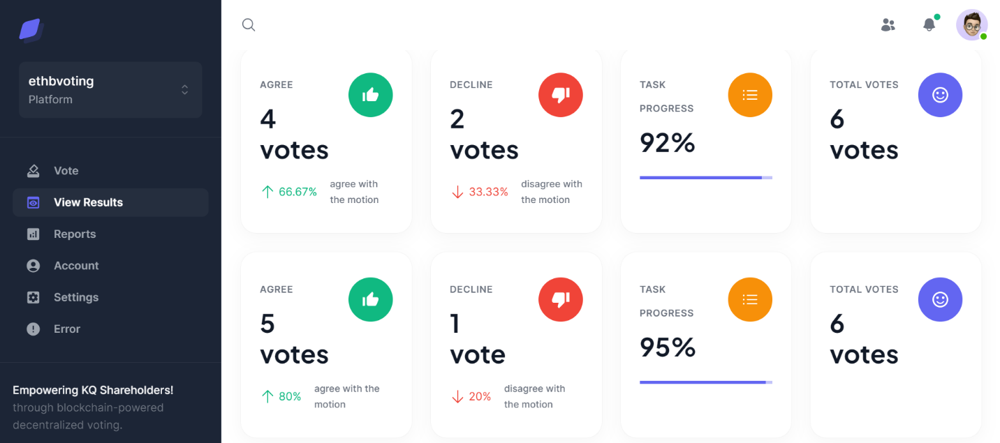 ethbvoting
Platform
Vote
View Results
Reports
Account
Settings
Error
Empowering KQ Shareholders!
through blockchain-powered
decentralized voting.
AGREE
4
votes
66.67%
agree with
the motion
DECLINE
2
votes
33.33%
disagree with
the motion
TASK
PROGRESS
92%
TOTAL VOTES
6
votes
AGREE
5
votes
80%
agree with the
motion
DECLINE
1
vote
20%
disagree with
the motion
TASK
PROGRESS
95%
TOTAL VOTES
6
votes